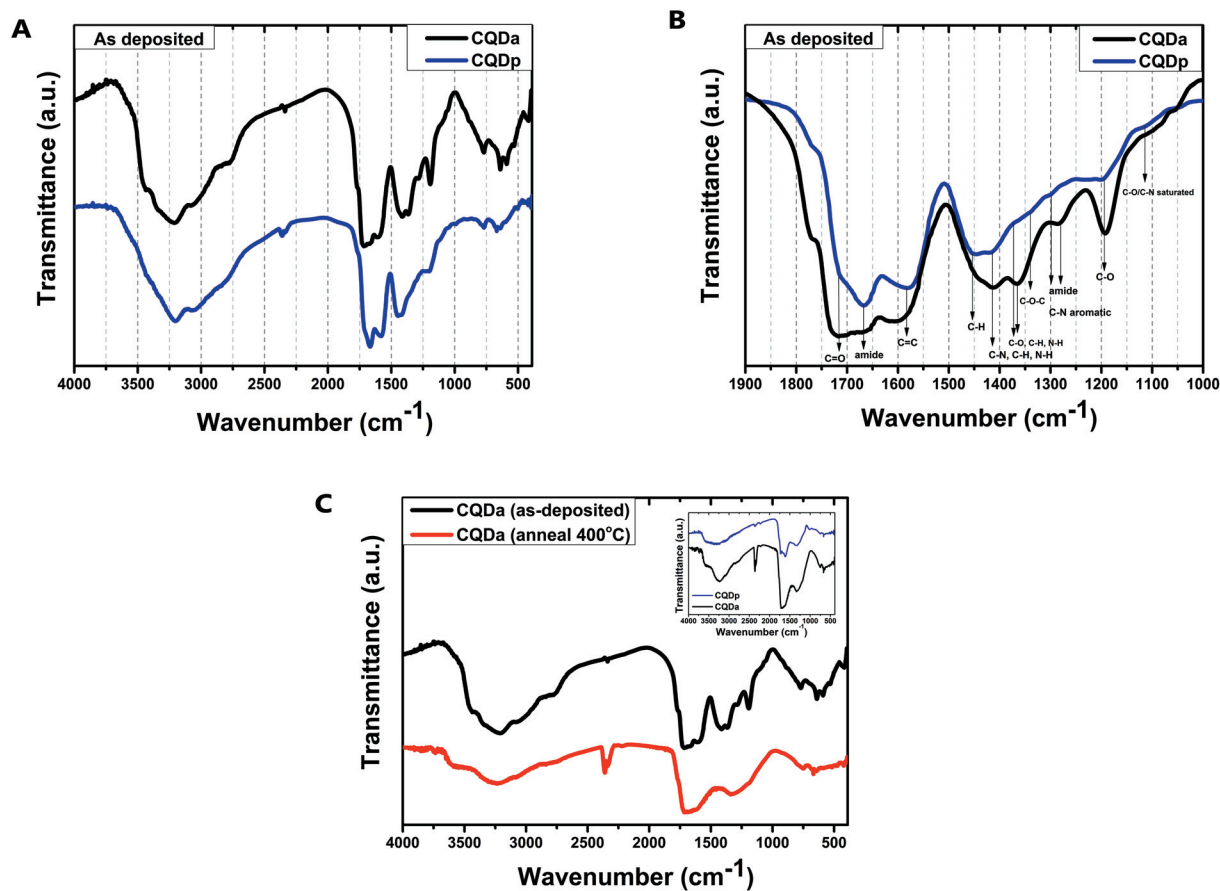 A
As deposited
CQDa
CQDp
Transmittance (a.u.)
4000 3500 3000 2500 2000 1500 1000 500
Wavenumber (cm-1)
B
As deposited
CQDa
CQDp
Transmittance (a.u.)
C-O/C-N saturated
C-O
amide
C-N aromatic
C-O-C
C-H
C-O, C-H, N-H
C-N, C-H, N-H
C=C
amide
C=O
1900 1800 1700 1600 1500 1400 1300 1200 1100 1000
Wavenumber (cm-1)
C
CQDa (as-deposited)
CQDa (anneal 400°C)
Transmittance (a.u.)
Transmittance (a.u.)
CQDp
CQDa
4000 3500 3000 2500 2000 1500 1000 500
Wavenumber (cm-1)
4000 3500 3000 2500 2000 1500 1000 500
Wavenumber (cm-1)